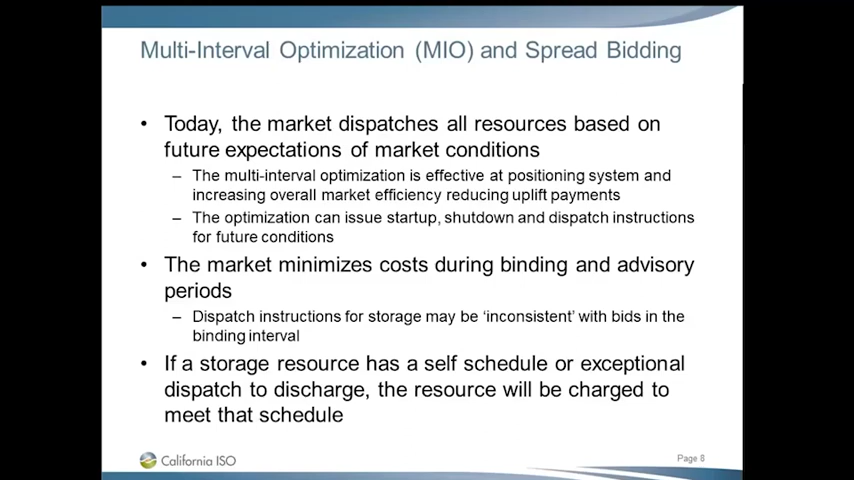 Multi-Interval Optimization (MIO) and Spread Bidding
• Today, the market dispatches all resources based on
future expectations of market conditions
– The multi-interval optimization is effective at positioning system and
increasing overall market efficiency reducing uplift payments
– The optimization can issue startup, shutdown and dispatch instructions
for future conditions
• The market minimizes costs during binding and advisory
periods
– Dispatch instructions for storage may be ‘inconsistent’ with bids in the
binding interval
• If a storage resource has a self schedule or exceptional
dispatch to discharge, the resource will be charged to
meet that schedule
California ISO
Page 8